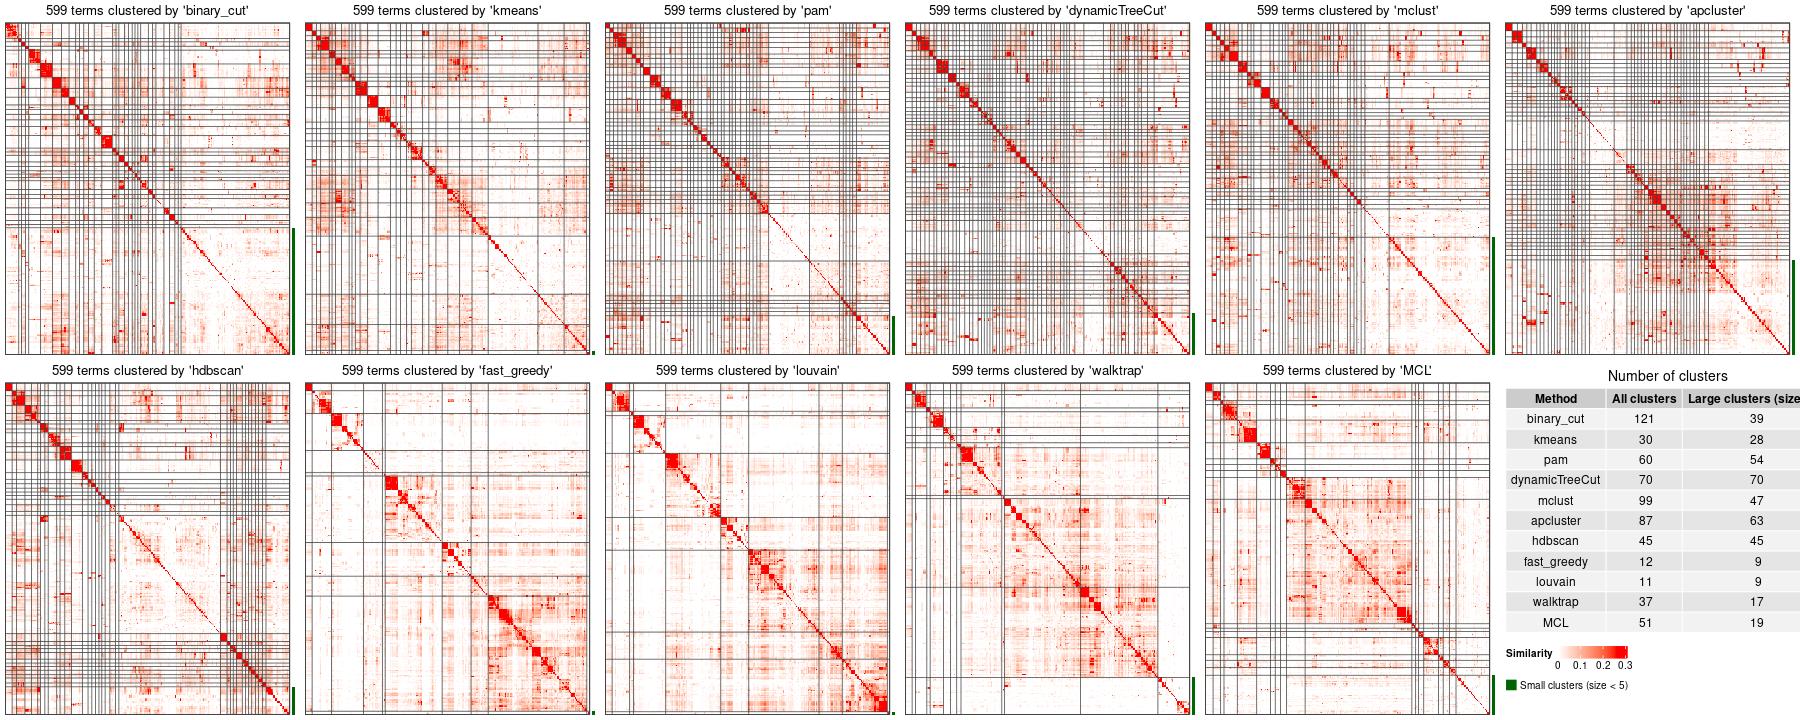 599 terms clustered by 'binary_cut'
599 terms clustered by 'kmeans'
599 terms clustered by 'pam'
599 terms clustered by 'dynamicTreeCut'
599 terms clustered by 'mclust'
599 terms clustered by 'apcluster'
599 terms clustered by 'hdbscan'
599 terms clustered by 'fast_greedy'
599 terms clustered by 'louvain'
599 terms clustered by 'walktrap'
599 terms clustered by 'MCL'
Number of clusters
Method All clusters Large clusters (size
binary_cut 121 39
kmeans 30 28
pam 60 54
dynamicTreeCut 70 70
mclust 99 47
apcluster 87 63
hdbscan 45 45
fast_greedy 12 9
louvain 11 9
walktrap 37 17
MCL 51 19
Similarity
0 0.1 0.2 0.3
Small clusters (size < 5)